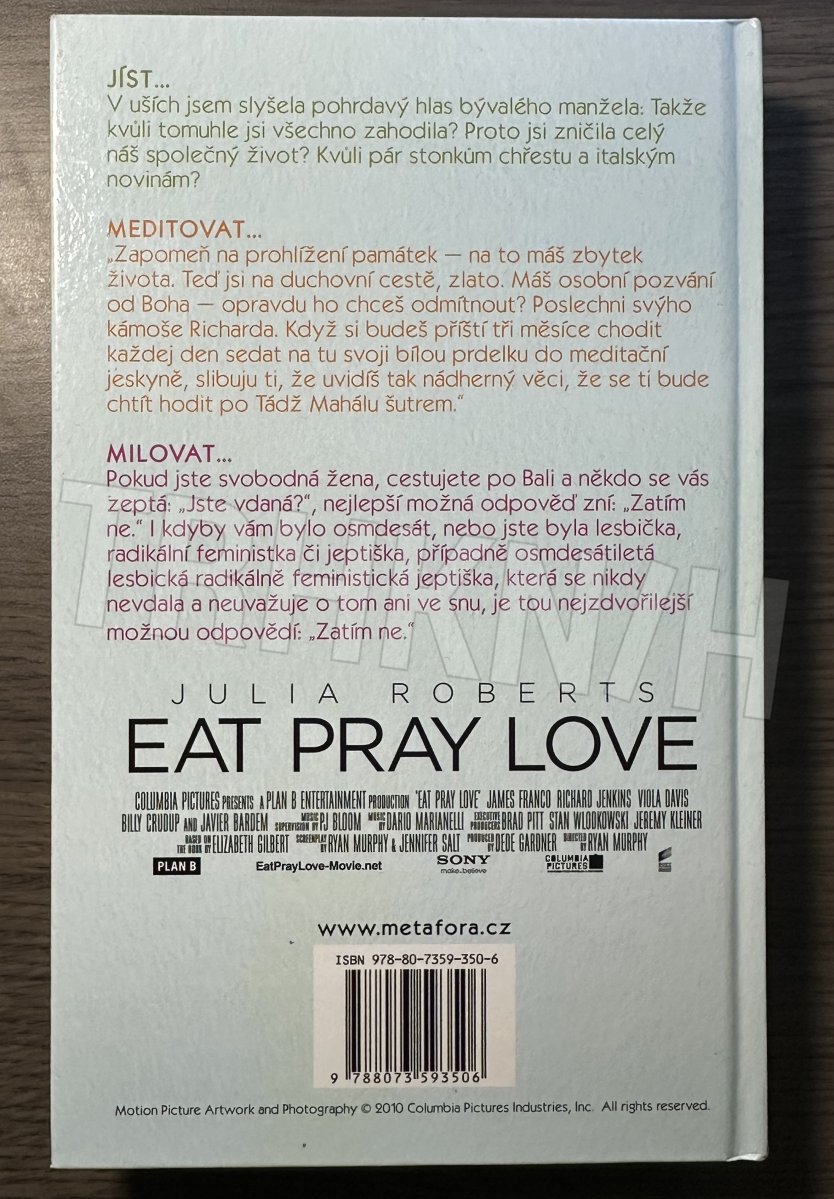 JÍST...
V uších jsem slyšela pohrdavý hlas bývalého manžela: Takže
kvůli tomuhle jsi všechno zahodila? Proto jsi zničila celý
náš společný život? Kvůli pár stonkům chřestu a italským
novinám?
MEDITOVAT...
„Zapomeň na prohlížení památek — na to máš zbytek
života. Teď jsi na duchovní cestě, zlato. Máš osobní pozvání
od Boha — opravdu ho chceš odmítnout? Poslechni svýho
kámoše Richarda. Když si budeš příští tři měsíce chodit
každej den sedat na tu svoji bílou prdelku do meditační
jeskyně, slibuju ti, že uvidíš tak nádherný věci, že se ti bude
chtít hodit po Tádž Mahálu šutrem.“
MILOVAT...
Pokud jste svobodná žena, cestujete po Bali a někdo se vás
zeptá: „Jste vdaná?“, nejlepší možná odpověď zní: „Zatím
ne.“ I kdyby vám bylo osmdesát, nebo jste byla lesbička,
radikální feministka či jeptiška, případně osmdesátiletá
lesbická radikálně feministická jeptiška, která se nikdy
nevdala a neuvažuje o tom ani ve snu, je tou nejzdvořilejší
možnou odpovědí: „Zatím ne.“
TRHKNIH
JULIA ROBERTS
EAT PRAY LOVE
COLUMBIA PICTURES PRESENTS A PLAN B ENTERTAINMENT PRODUCTION "EAT PRAY LOVE" JAMES FRANCO RICHARD JENKINS VIOLA DAVIS
BILLY CRUDUP AND JAVIER BARDEM MUSIC SUPERVISION BY PJ BLOOM MUSIC BY DARIO MARIANELLI EXECUTIVE PRODUCERS BRAD PITT STAN WLODKOWSKI JEREMY KLEINER
BASED ON THE BOOK BY ELIZABETH GILBERT SCREENPLAY BY RYAN MURPHY & JENNIFER SALT PRODUCED BY DEDE GARDNER DIRECTED BY RYAN MURPHY
PLAN B EatPrayLove-Movie.net SONY make.believe COLUMBIA PICTURES
www.metafora.cz
ISBN 978-80-7359-350-6
9 788073 593506
Motion Picture Artwork and Photography © 2010 Columbia Pictures Industries, Inc. All rights reserved.